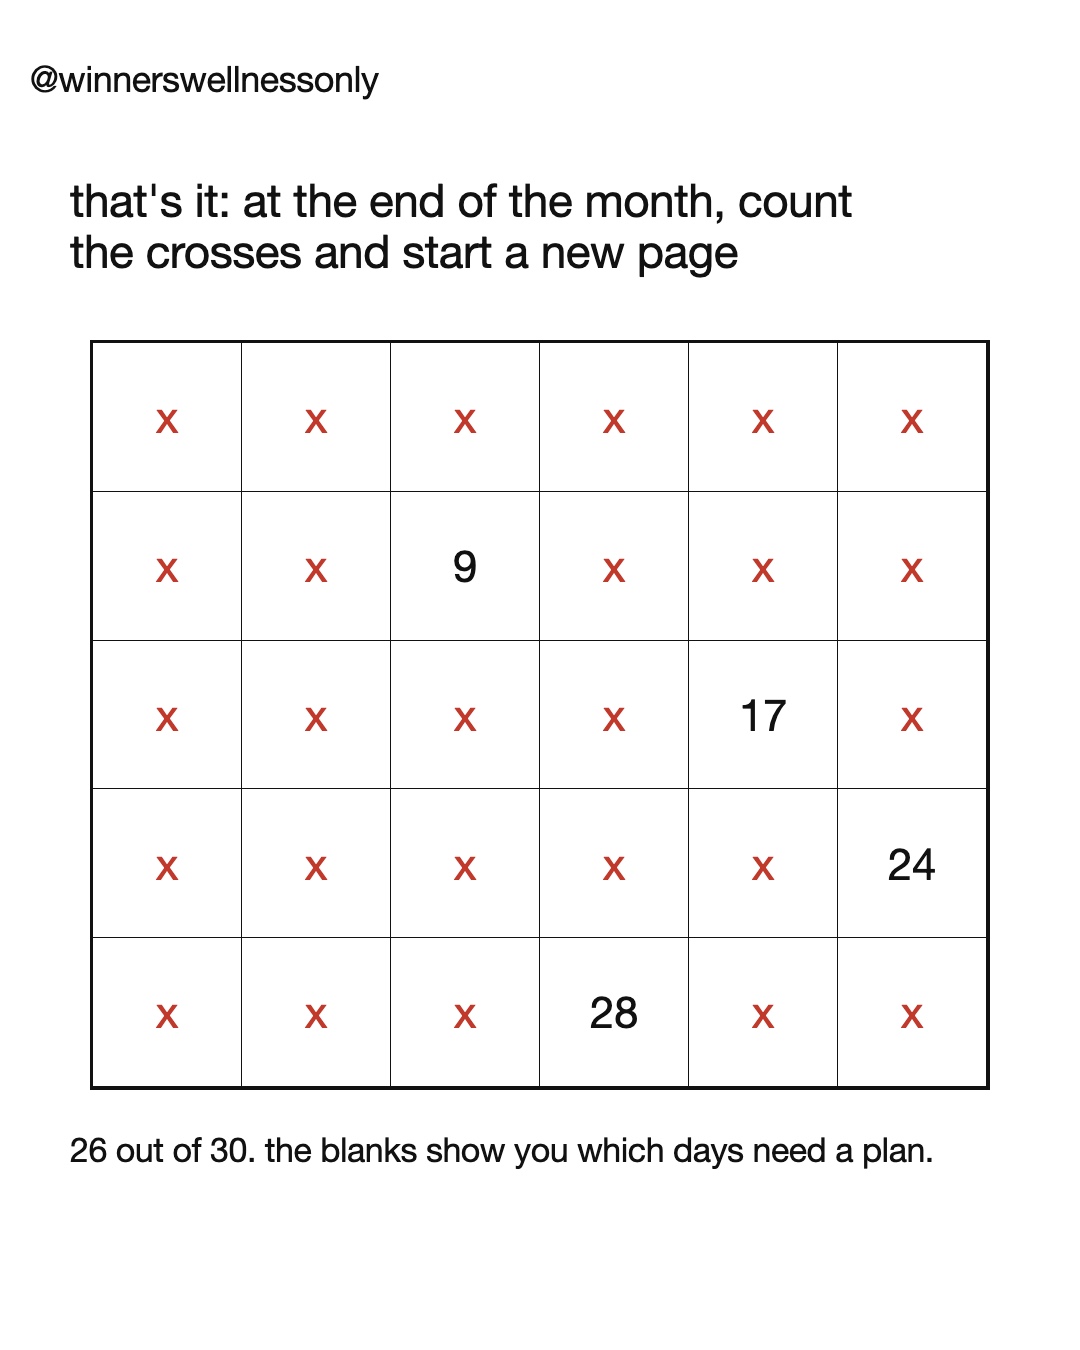 @winnerswellnessonly
that's it: at the end of the month, count
the crosses and start a new page
x x x x x x
x x 9 x x x
x x x x 17 x
x x x x x 24
x x x 28 x x
26 out of 30. the blanks show you which days need a plan.